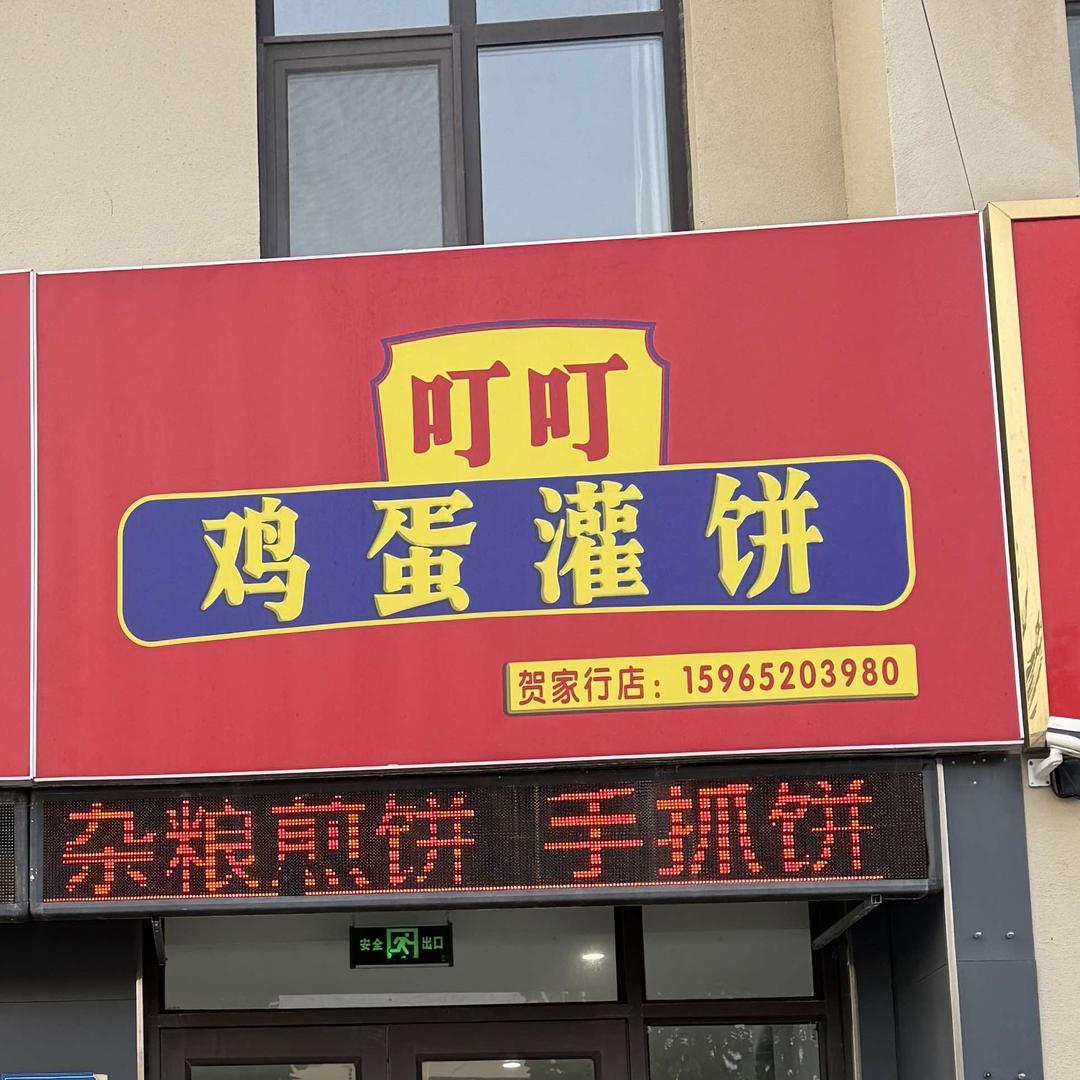 叮叮
鸡蛋灌饼
贺家行店：15965203980
杂粮煎饼 手抓饼
安全 出口